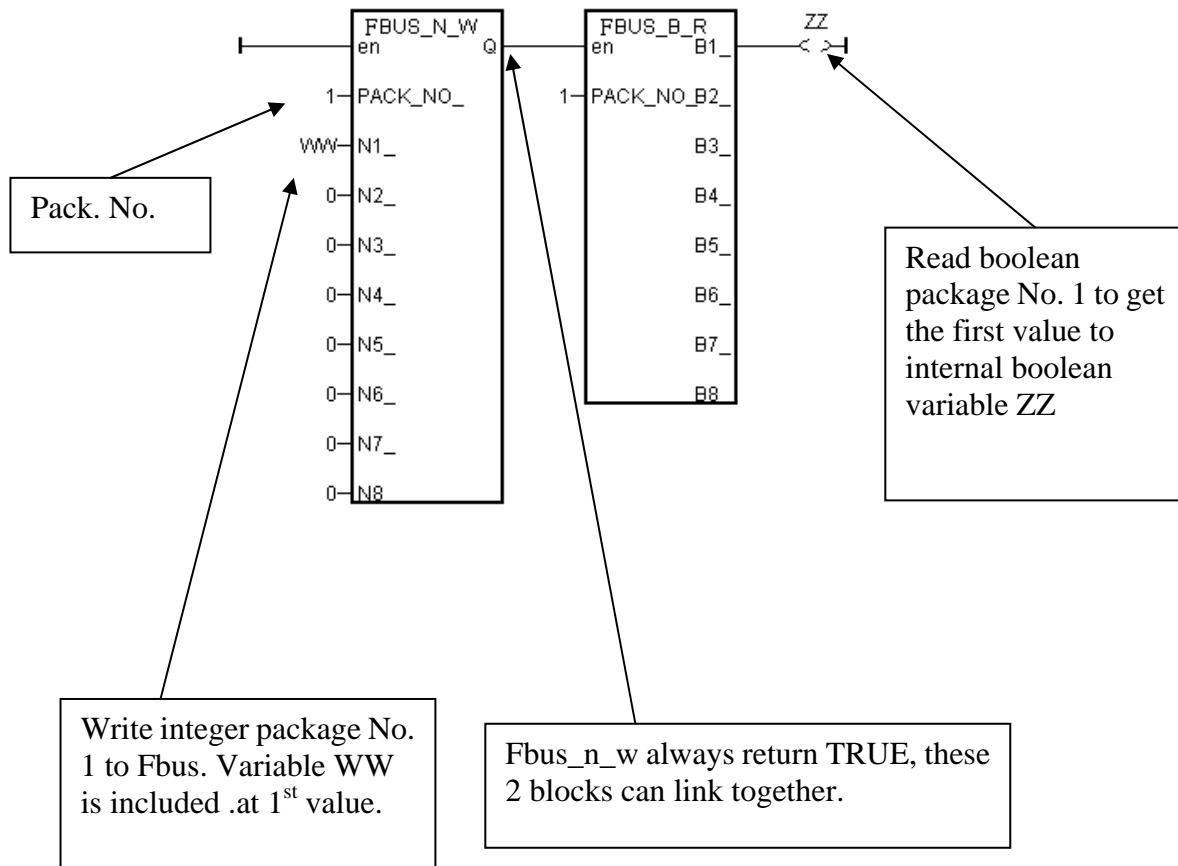 FBUS_N_W
en Q
1 PACK_NO_
WW N1_
0 N2_
0 N3_
0 N4_
0 N5_
0 N6_
0 N7_
0 N8
FBUS_B_R
en B1_
1 PACK_NO_ B2_
B3_
B4_
B5_
B6_
B7_
B8
ZZ
Pack. No.
Read boolean
package No. 1 to get
the first value to
internal boolean
variable ZZ
Write integer package No.
1 to Fbus. Variable WW
is included .at 1st value.
Fbus_n_w always return TRUE, these
2 blocks can link together.